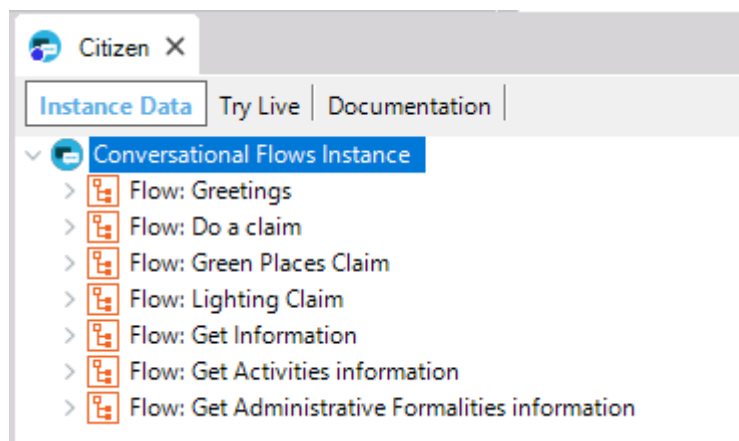 Citizen
Instance Data Try Live Documentation
Conversational Flows Instance
Flow: Greetings
Flow: Do a claim
Flow: Green Places Claim
Flow: Lighting Claim
Flow: Get Information
Flow: Get Activities information
Flow: Get Administrative Formalities information